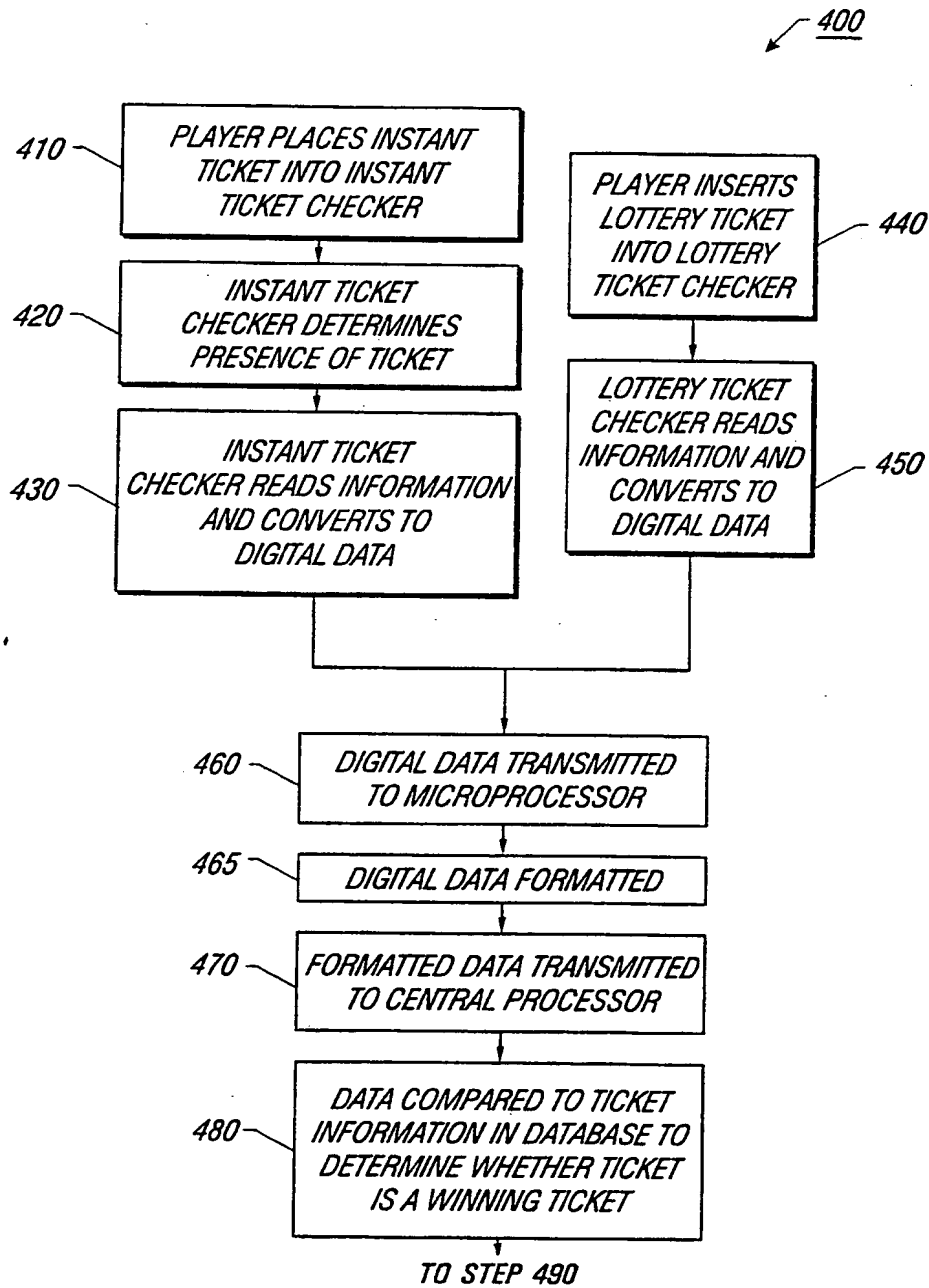 400
410
PLAYER PLACES INSTANT
TICKET INTO INSTANT
TICKET CHECKER
420
INSTANT TICKET
CHECKER DETERMINES
PRESENCE OF TICKET
430
INSTANT TICKET
CHECKER READS INFORMATION
AND CONVERTS TO
DIGITAL DATA
PLAYER INSERTS
LOTTERY TICKET
INTO LOTTERY
TICKET CHECKER
440
LOTTERY TICKET
CHECKER READS
INFORMATION AND
CONVERTS TO
DIGITAL DATA
450
460
DIGITAL DATA TRANSMITTED
TO MICROPROCESSOR
465
DIGITAL DATA FORMATTED
470
FORMATTED DATA TRANSMITTED
TO CENTRAL PROCESSOR
480
DATA COMPARED TO TICKET
INFORMATION IN DATABASE TO
DETERMINE WHETHER TICKET
IS A WINNING TICKET
TO STEP 490